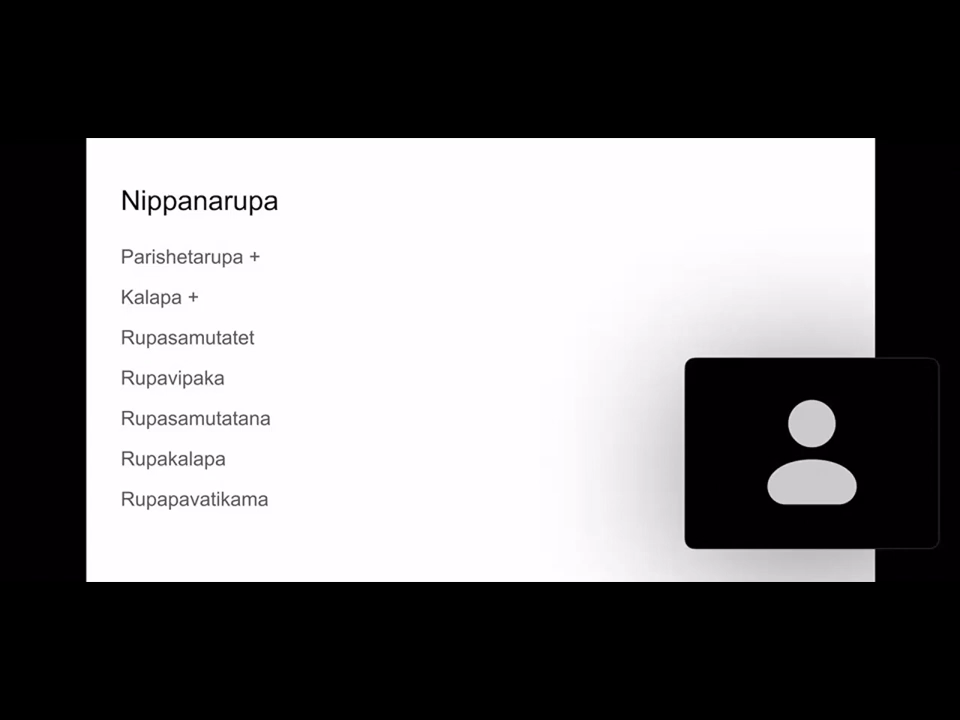 Nippanarupa
Parishetarupa +
Kalapa +
Rupasamutatet
Rupavipaka
Rupasamutatana
Rupakalapa
Rupapavatikama